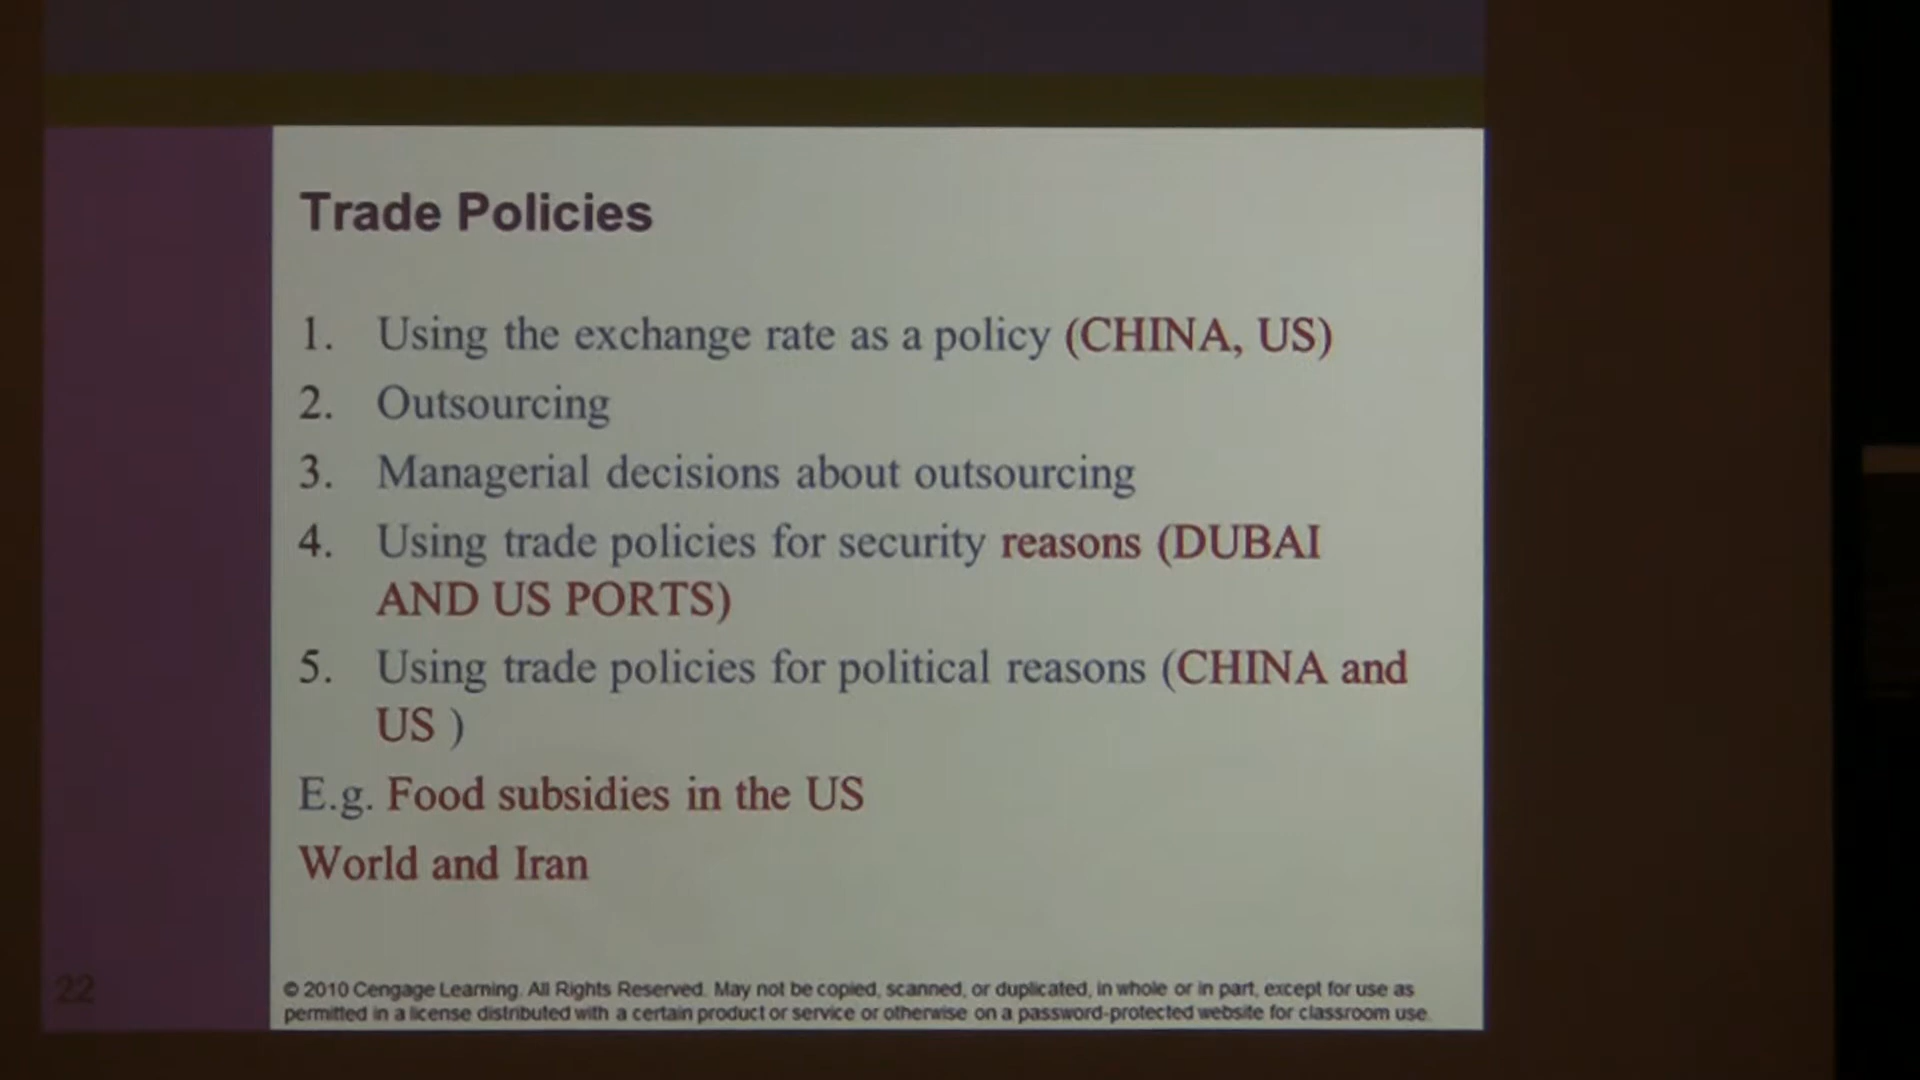 Trade Policies
1. Using the exchange rate as a policy (CHINA, US)
2. Outsourcing
3. Managerial decisions about outsourcing
4. Using trade policies for security reasons (DUBAI
AND US PORTS)
5. Using trade policies for political reasons (CHINA and
US )
E.g. Food subsidies in the US
World and Iran
22
© 2010 Cengage Learning. All Rights Reserved. May not be copied, scanned, or duplicated, in whole or in part, except for use as
permitted in a license distributed with a certain product or service or otherwise on a password-protected website for classroom use.